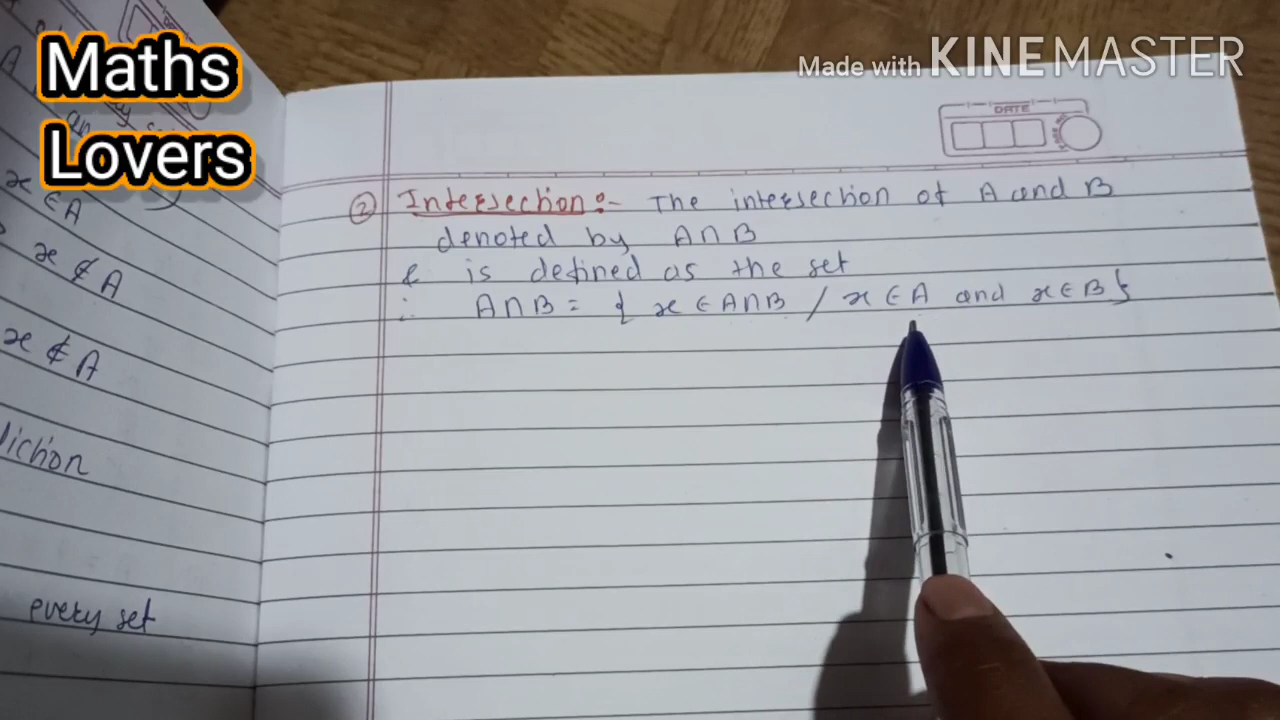 Maths
Lovers
Made with KINEMASTER
DATE
② Intersection :- The intersection of A and B
denoted by A∩B
& is defined as the set
∴ A∩B = { x ∈ A∩B / x ∈ A and x ∈ B }
A
x ∈ A
x ∉ A
x ∉ A
diction
every set